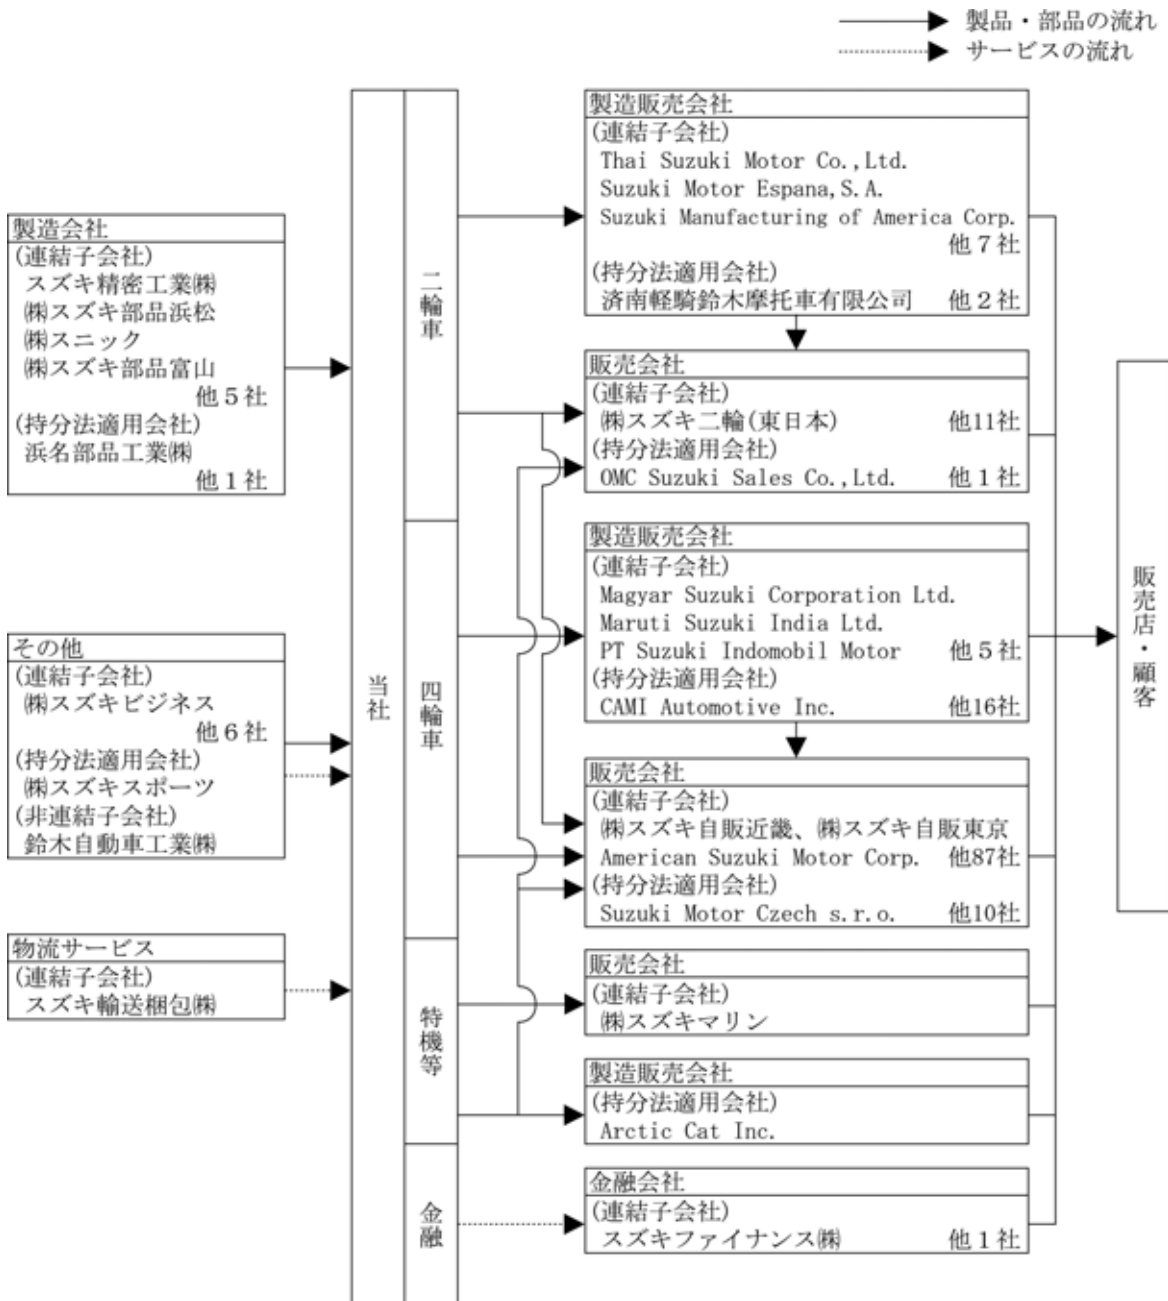 製品・部品の流れ
サービスの流れ
製造会社
(連結子会社)
スズキ精密工業㈱
㈱スズキ部品浜松
㈱スニック
㈱スズキ部品富山
他５社
(持分法適用会社)
浜名部品工業㈱
他１社
その他
(連結子会社)
㈱スズキビジネス
他６社
(持分法適用会社)
㈱スズキスポーツ
(非連結子会社)
鈴木自動車工業㈱
物流サービス
(連結子会社)
スズキ輸送梱包㈱
当社
二輪車
四輪車
特機等
金融
製造販売会社
(連結子会社)
Thai Suzuki Motor Co.,Ltd.
Suzuki Motor Espana,S.A.
Suzuki Manufacturing of America Corp.
他７社
(持分法適用会社)
済南軽騎鈴木摩托車有限公司 他２社
販売会社
(連結子会社)
㈱スズキ二輪(東日本) 他11社
(持分法適用会社)
OMC Suzuki Sales Co.,Ltd. 他１社
製造販売会社
(連結子会社)
Magyar Suzuki Corporation Ltd.
Maruti Suzuki India Ltd.
PT Suzuki Indomobil Motor 他５社
(持分法適用会社)
CAMI Automotive Inc. 他16社
販売会社
(連結子会社)
㈱スズキ自販近畿、㈱スズキ自販東京
American Suzuki Motor Corp. 他87社
(持分法適用会社)
Suzuki Motor Czech s.r.o. 他10社
販売会社
(連結子会社)
㈱スズキマリン
製造販売会社
(持分法適用会社)
Arctic Cat Inc.
金融会社
(連結子会社)
スズキファイナンス㈱ 他１社
販売店・顧客